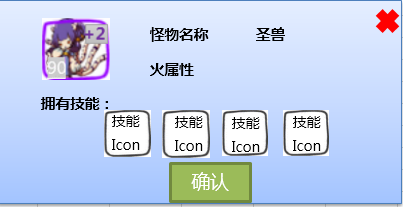 +2
90
怪物名称 圣兽
火属性
拥有技能：
技能 Icon
技能 Icon
技能 Icon
技能 Icon
确认